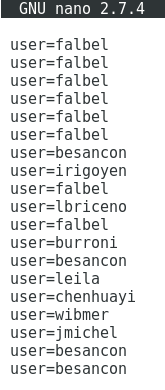 GNU nano 2.7.4
user=falbel
user=falbel
user=falbel
user=falbel
user=falbel
user=falbel
user=besancon
user=irigoyen
user=falbel
user=lbriceno
user=falbel
user=burroni
user=besancon
user=leila
user=chenhuayi
user=wibmer
user=jmichel
user=besancon
user=besancon